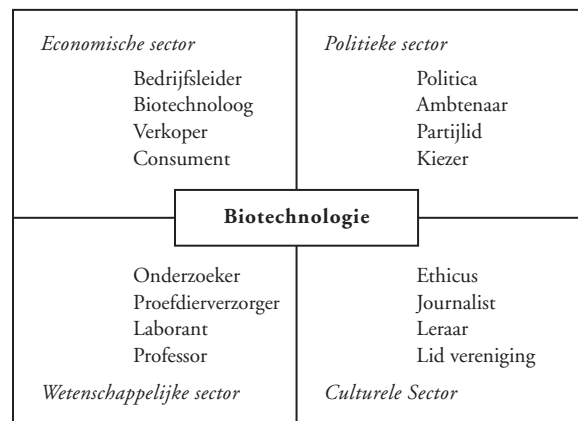 Economische sector
Bedrijfsleider
Biotechnoloog
Verkoper
Consument
Politieke sector
Politica
Ambtenaar
Partijlid
Kiezer
Biotechnologie
Onderzoeker
Proefdierverzorger
Laborant
Professor
Wetenschappelijke sector
Ethicus
Journalist
Leraar
Lid vereniging
Culturele Sector